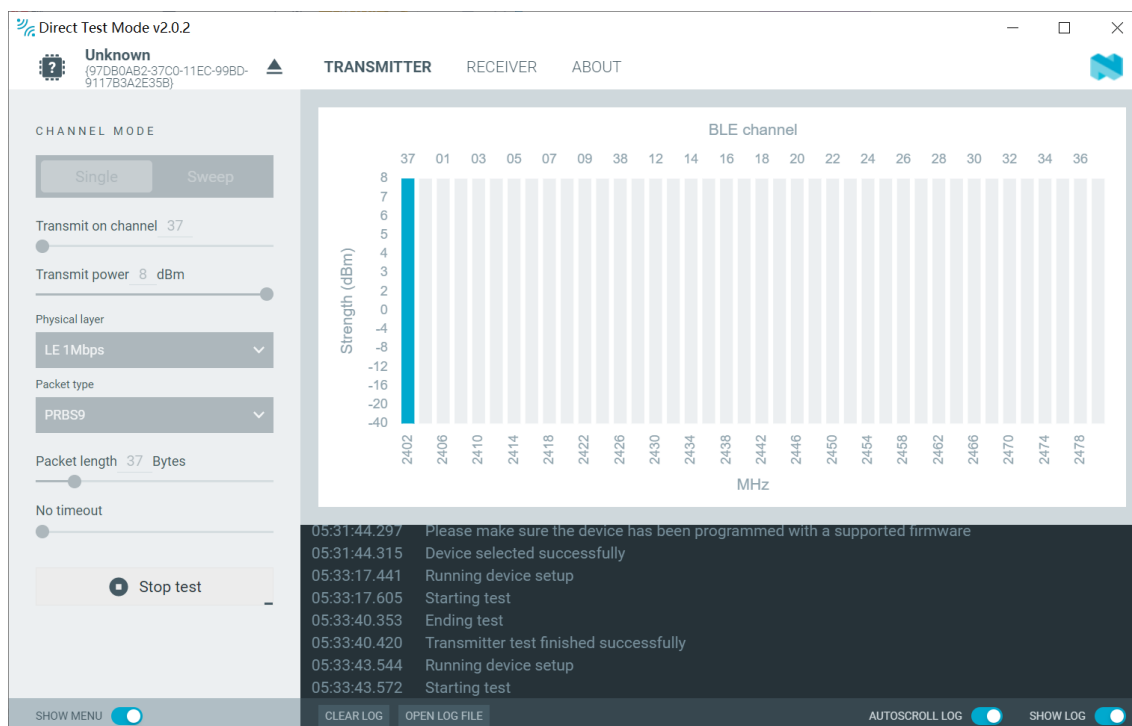 Direct Test Mode v2.0.2
Unknown
{97DB0AB2-37C0-11EC-99BD-
9117B3A2E35B}
TRANSMITTER RECEIVER ABOUT
CHANNEL MODE
Single Sweep
Transmit on channel 37
Transmit power 8 dBm
Physical layer
LE 1Mbps
Packet type
PRBS9
Packet length 37 Bytes
No timeout
Stop test
SHOW MENU
BLE channel
37 01 03 05 07 09 38 12 14 16 18 20 22 24 26 28 30 32 34 36
8
7
6
5
4
3
2
0
-4
-8
-12
-16
-20
-40
Strength (dBm)
2402 2406 2410 2414 2418 2422 2426 2430 2434 2438 2442 2446 2450 2454 2458 2462 2466 2470 2474 2478
MHz
05:31:44.297 Please make sure the device has been programmed with a supported firmware
05:31:44.315 Device selected successfully
05:33:17.441 Running device setup
05:33:17.605 Starting test
05:33:40.353 Ending test
05:33:40.420 Transmitter test finished successfully
05:33:43.544 Running device setup
05:33:43.572 Starting test
CLEAR LOG OPEN LOG FILE AUTOSCROLL LOG SHOW LOG